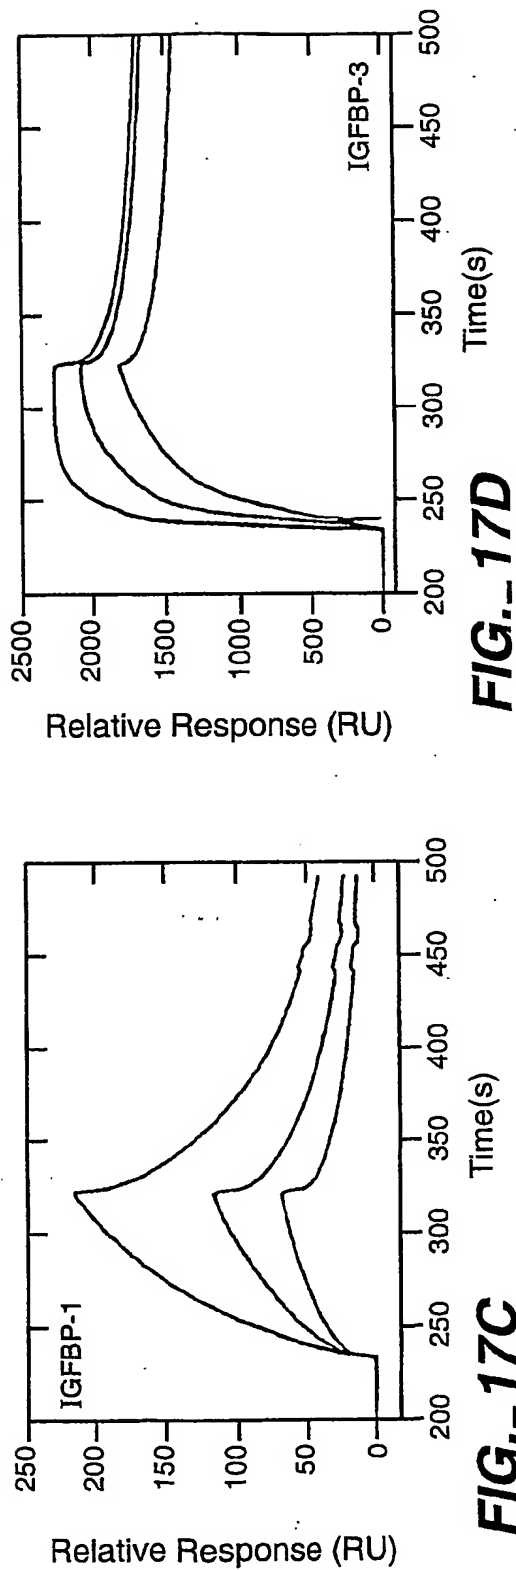 Relative Response (RU)
250
200
150
100
50
0
IGFBP-1
200 250 300 350 400 450 500
Time(s)
FIG._17C
Relative Response (RU)
2500
2000
1500
1000
500
0
IGFBP-3
200 250 300 350 400 450 500
Time(s)
FIG._17D